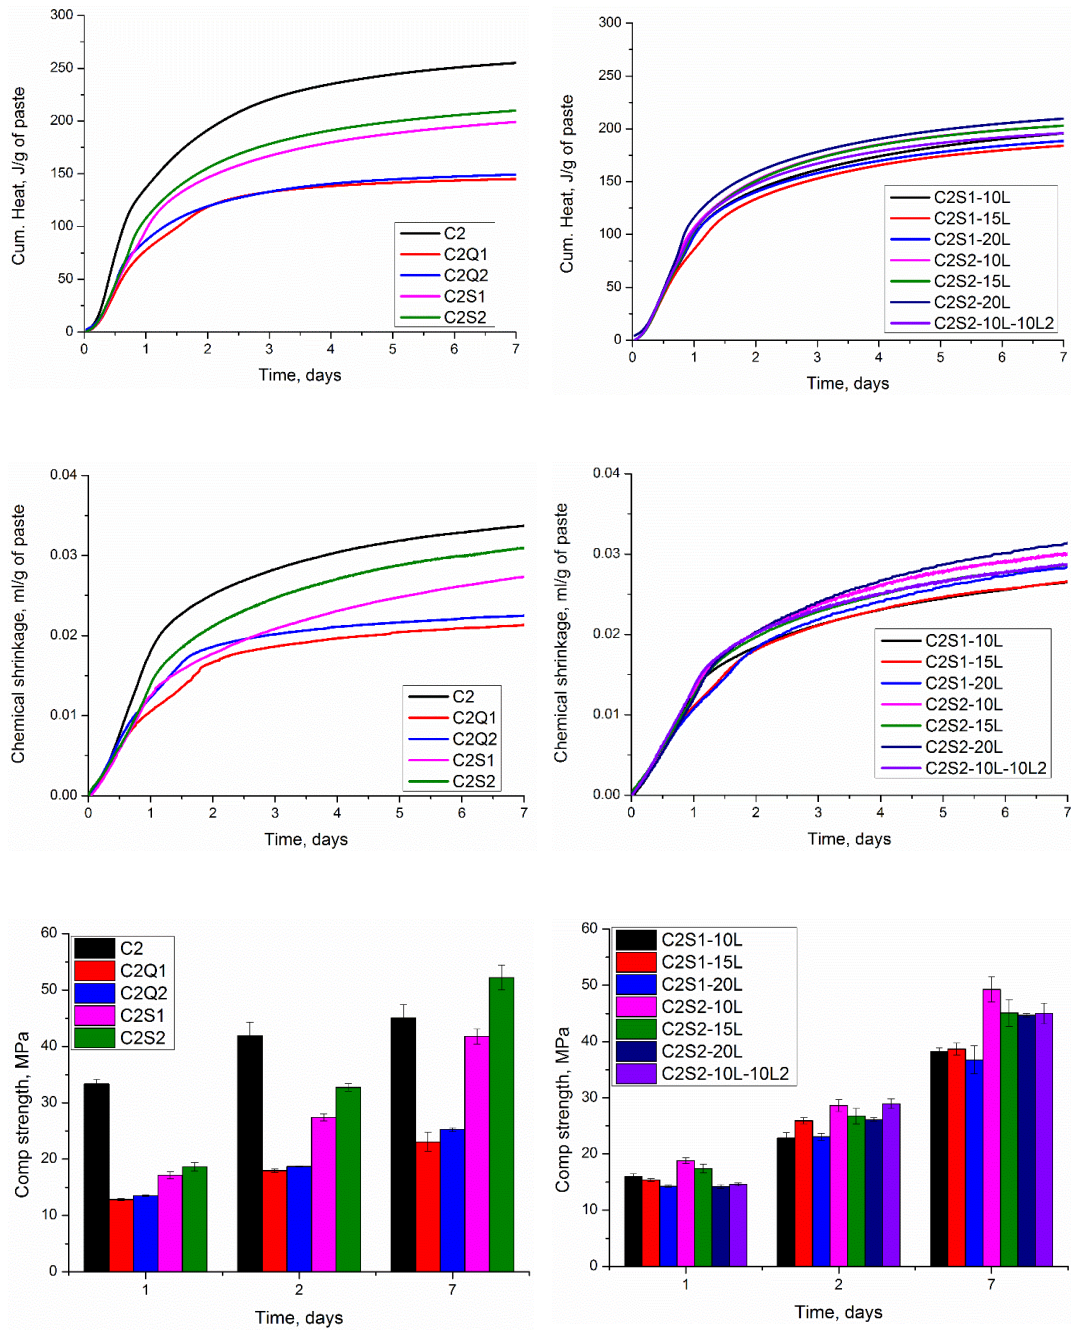 Cum. Heat, J/g of paste
300
250
200
150
100
50
0
C2
C2Q1
C2Q2
C2S1
C2S2
0 1 2 3 4 5 6 7
Time, days
Cum. Heat, J/g of paste
300
250
200
150
100
50
0
C2S1-10L
C2S1-15L
C2S1-20L
C2S2-10L
C2S2-15L
C2S2-20L
C2S2-10L-10L2
0 1 2 3 4 5 6 7
Time, days
Chemical shrinkage, ml/g of paste
0.04
0.03
0.02
0.01
0.00
C2
C2Q1
C2Q2
C2S1
C2S2
0 1 2 3 4 5 6 7
Time, days
Chemical shrinkage, ml/g of paste
0.04
0.03
0.02
0.01
0.00
C2S1-10L
C2S1-15L
C2S1-20L
C2S2-10L
C2S2-15L
C2S2-20L
C2S2-10L-10L2
0 1 2 3 4 5 6 7
Time, days
Comp strength, MPa
60
50
40
30
20
10
0
C2
C2Q1
C2Q2
C2S1
C2S2
1 2 7
Time, days
Comp strength, MPa
60
50
40
30
20
10
0
C2S1-10L
C2S1-15L
C2S1-20L
C2S2-10L
C2S2-15L
C2S2-20L
C2S2-10L-10L2
1 2 7
Time, days